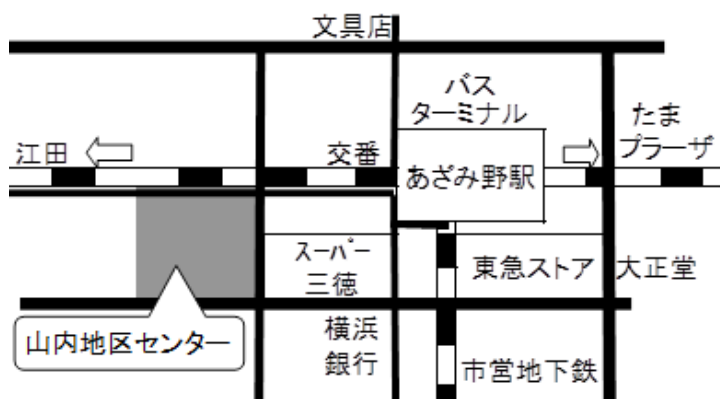 文具店
バス
ターミナル
たま
プラーザ
江田
交番
あざみ野駅
スーパー
三徳
東急ストア
大正堂
山内地区センター
横浜
銀行
市営地下鉄